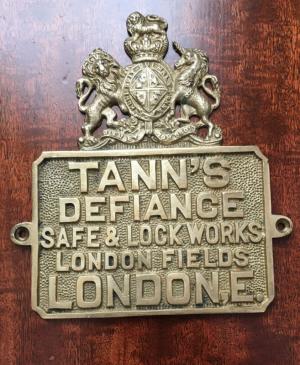 TANN'S
DEFIANCE
SAFE & LOCK WORKS
LONDON FIELDS
LONDON,E.